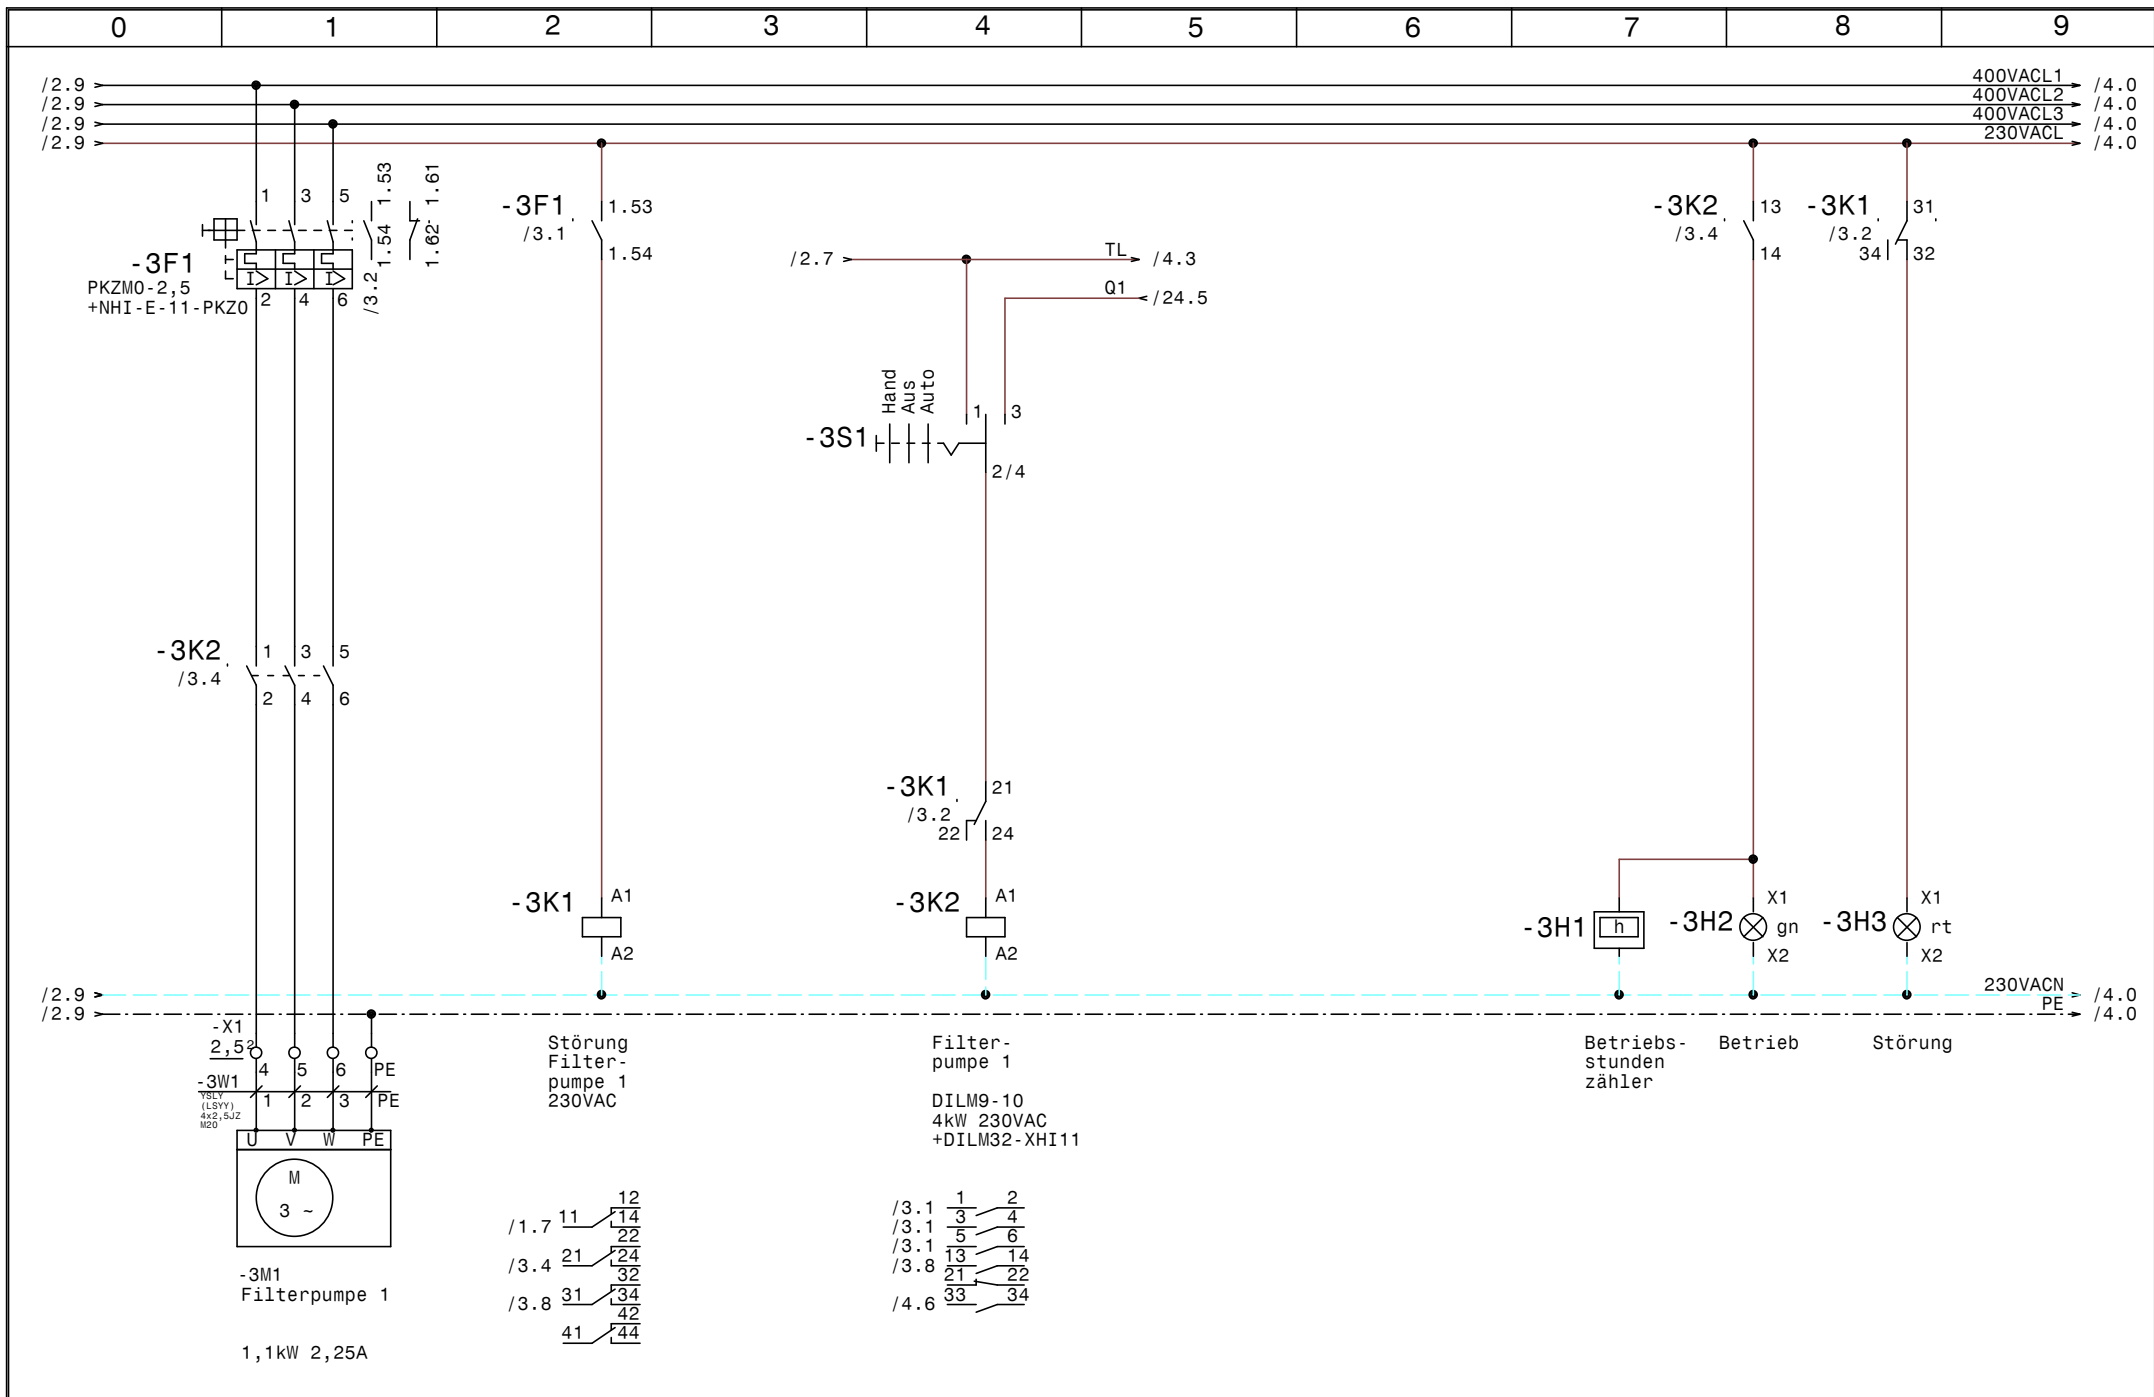 0 1 2 3 4 5 6 7 8 9
/2.9 400VACL1 /4.0
/2.9 400VACL2 /4.0
/2.9 400VACL3 /4.0
/2.9 230VACL /4.0
1 3 5 1.53 1.61
1.54 1.62
-3F1
PKZM0-2,5
+NHI-E-11-PKZ0
I> I> I>
2 4 6 /3.2
-3F1 1.53
/3.1
1.54
/2.7 TL /4.3
Q1 /24.5
-3K2 13
/3.4
14
-3K1 31
/3.2
34 32
Hand
Aus
Auto
1 3
-3S1
2/4
-3K2 1 3 5
/3.4
2 4 6
-3K1 21
/3.2
22 24
-3K1 A1
A2
-3K2 A1
A2
-3H1 h
-3H2 X1
gn
X2
-3H3 X1
rt
X2
/2.9 230VACN /4.0
/2.9 PE /4.0
-X1
2,5²
4 5 6 PE
-3W1
YSLY
(LSYY)
4x2,5JZ
M20
1 2 3 PE
U V W PE
M
3 ~
-3M1
Filterpumpe 1
1,1kW 2,25A
Störung
Filter-
pumpe 1
230VAC
Filter-
pumpe 1
DILM9-10
4kW 230VAC
+DILM32-XHI11
Betriebs-
stunden
zähler
Betrieb
Störung
12
/1.7 11 14
22
/3.4 21 24
32
/3.8 31 34
42
41 44
/3.1 1 2
/3.1 3 4
/3.1 5 6
/3.8 13 14
21 22
/4.6 33 34